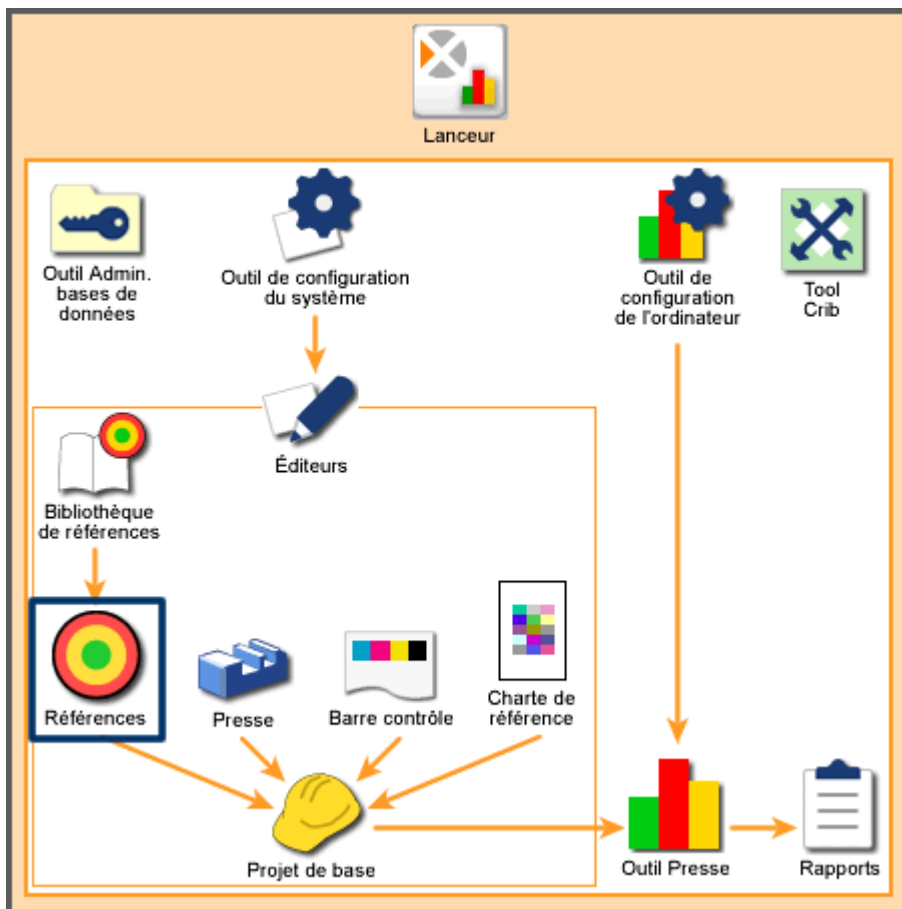 Lanceur
Outil Admin.
bases de
données
Outil de configuration
du système
Outil de
configuration
de l'ordinateur
Tool
Crib
Éditeurs
Bibliothèque
de références
Références
Presse
Barre contrôle
Charte de
référence
Projet de base
Outil Presse
Rapports